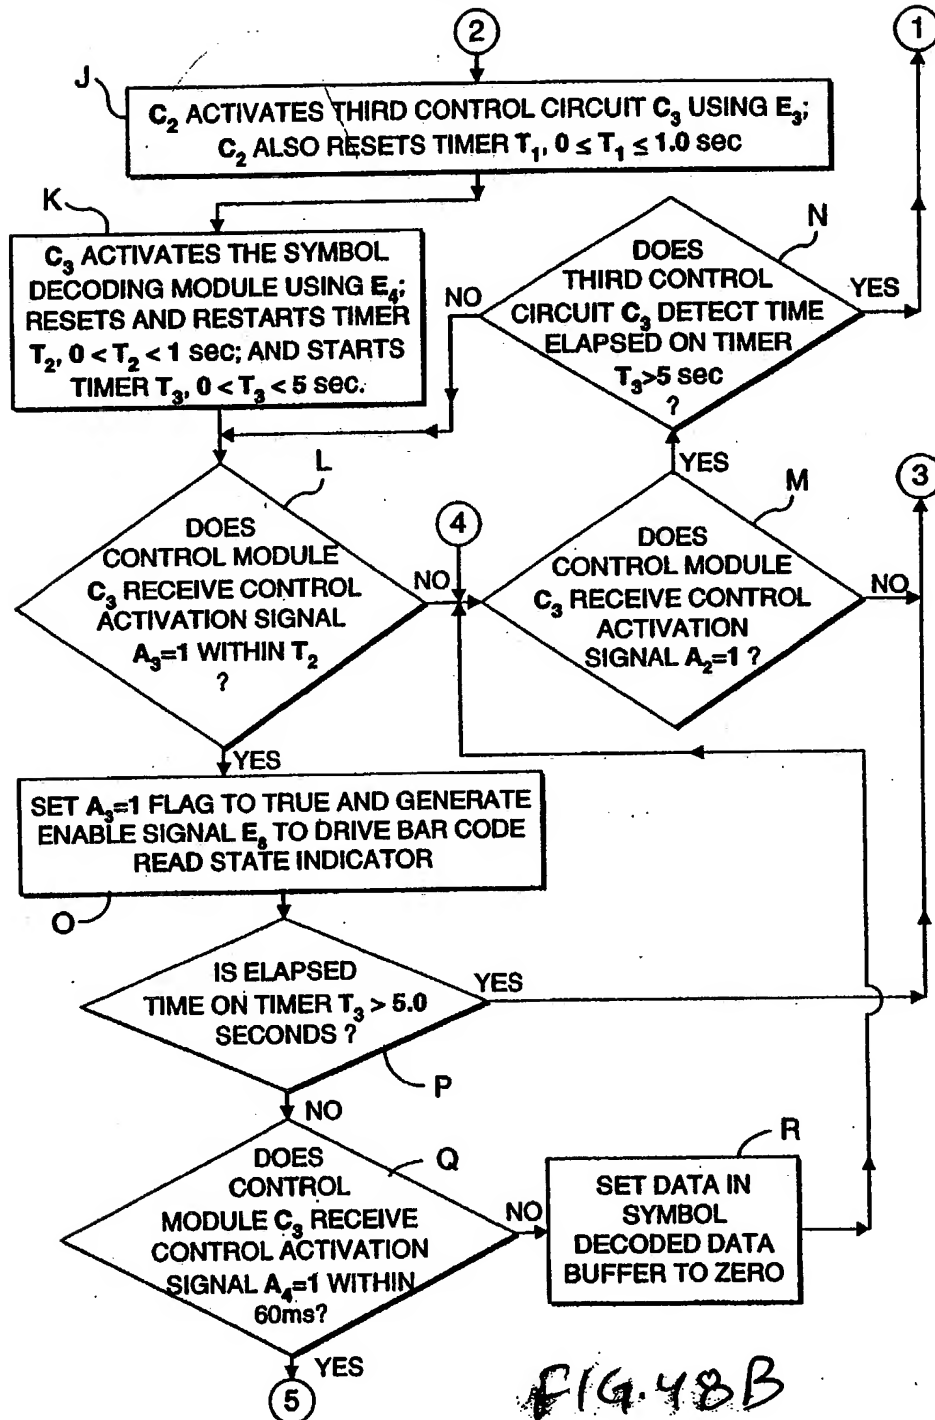 2
1
J
C2 ACTIVATES THIRD CONTROL CIRCUIT C3 USING E3;
C2 ALSO RESETS TIMER T1, 0 ≤ T1 ≤ 1.0 sec
K
C3 ACTIVATES THE SYMBOL
DECODING MODULE USING E4;
RESETS AND RESTARTS TIMER
T2, 0 < T2 < 1 sec; AND STARTS
TIMER T3, 0 < T3 < 5 sec.
N
DOES
THIRD CONTROL
CIRCUIT C3 DETECT TIME
ELAPSED ON TIMER
T3>5 sec
?
NO
YES
L
DOES
CONTROL MODULE
C3 RECEIVE CONTROL
ACTIVATION SIGNAL
A3=1 WITHIN T2
?
NO
YES
4
YES
M
DOES
CONTROL MODULE
C3 RECEIVE CONTROL
ACTIVATION
SIGNAL A2=1 ?
NO
3
SET A3=1 FLAG TO TRUE AND GENERATE
ENABLE SIGNAL E8 TO DRIVE BAR CODE
READ STATE INDICATOR
O
IS ELAPSED
TIME ON TIMER T3 > 5.0
SECONDS ?
YES
P
NO
DOES
CONTROL
MODULE C3 RECEIVE
CONTROL ACTIVATION
SIGNAL A4=1 WITHIN
60ms?
Q
NO
R
SET DATA IN
SYMBOL
DECODED DATA
BUFFER TO ZERO
YES
5
FIG. 48B